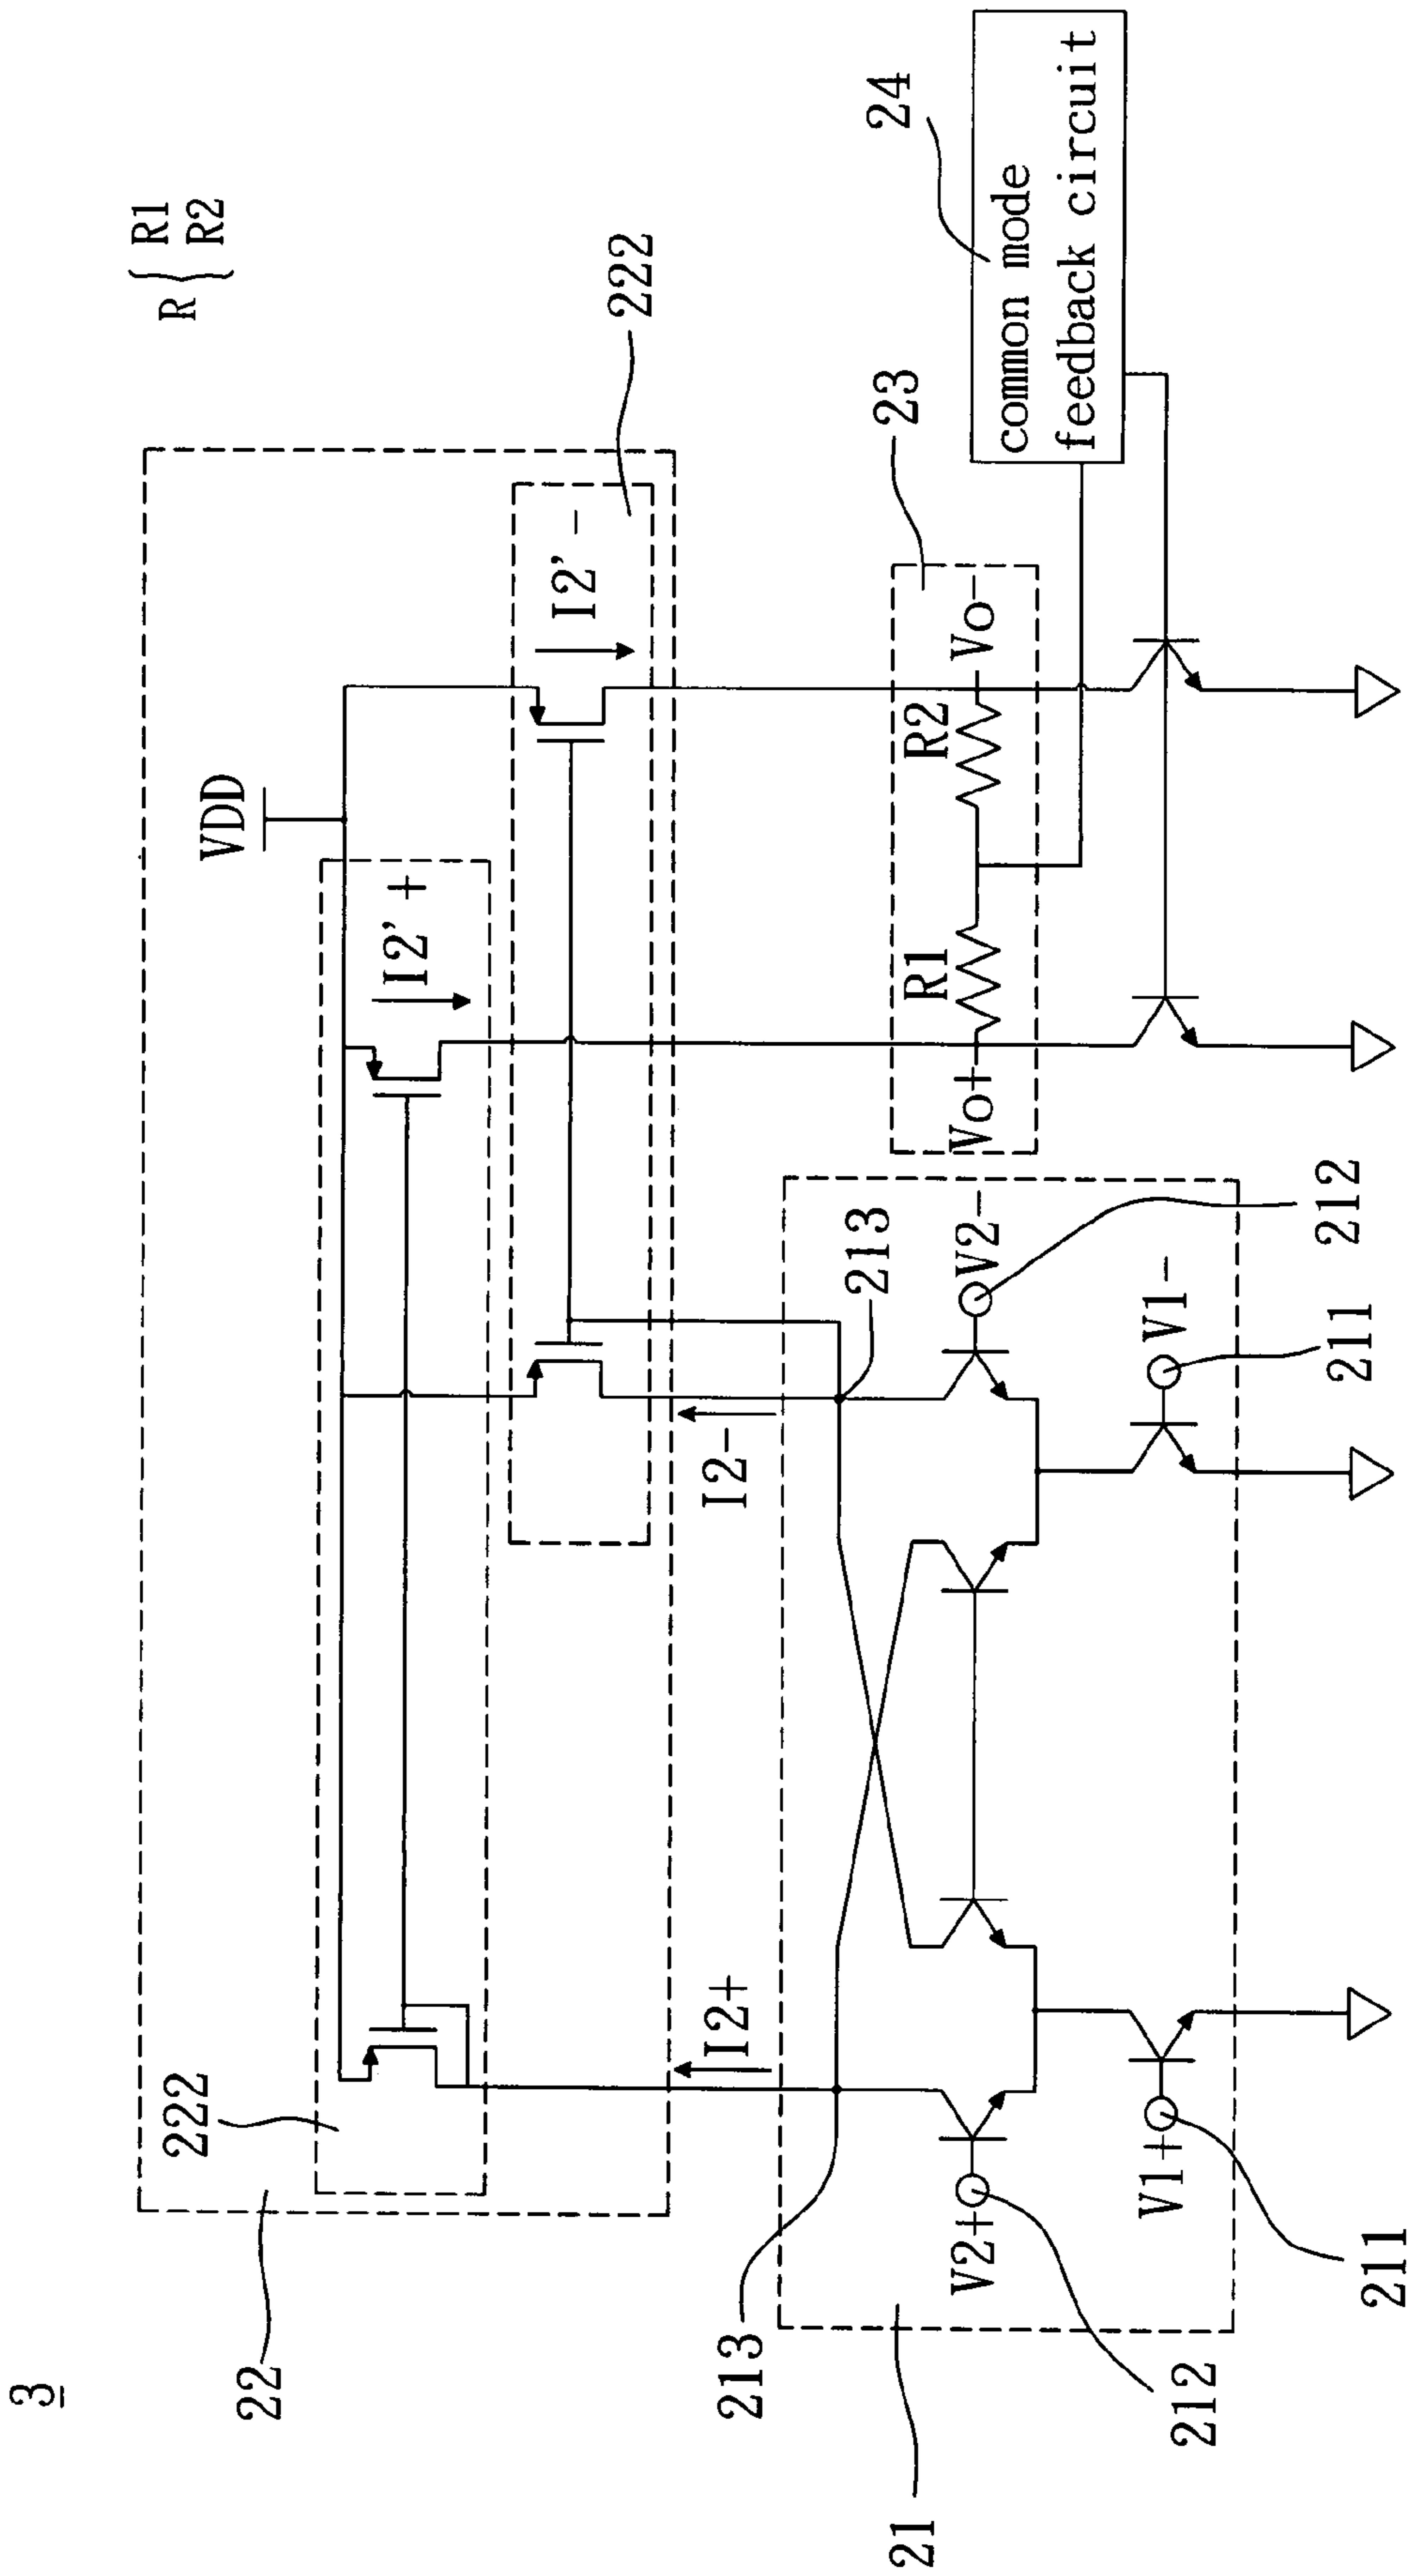 3
R { R1
R2
VDD
22
222
I2'+
I2'-
222
I2+
I2-
213
213
21
V2+
212
V2-
212
V1+
211
V1-
211
23
Vo+
R1
R2
Vo-
24
common mode
feedback circuit